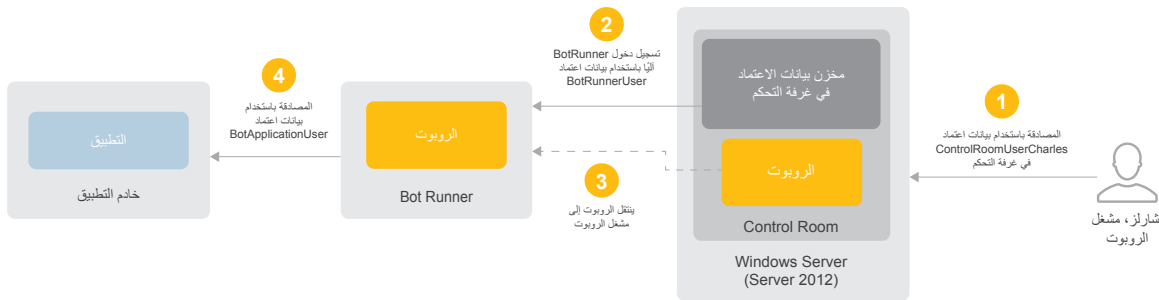 1
المصادقة باستخدام بيانات اعتماد
ControlRoomUserCharles
في غرفة التحكم
شارلز، مشغل
الروبوت
مخزن بيانات الاعتماد
في غرفة التحكم
الروبوت
Control Room
Windows Server
(Server 2012)
2
تسجيل دخول BotRunner
آليًا باستخدام بيانات اعتماد
BotRunnerUser
3
ينتقل الروبوت إلى
مشغل الروبوت
الروبوت
Bot Runner
4
المصادقة باستخدام
بيانات اعتماد
BotApplicationUser
التطبيق
خادم التطبيق